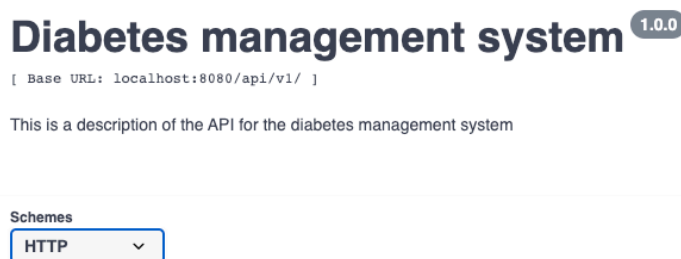 Diabetes management system 1.0.0
[ Base URL: localhost:8080/api/v1/ ]
This is a description of the API for the diabetes management system
Schemes
HTTP